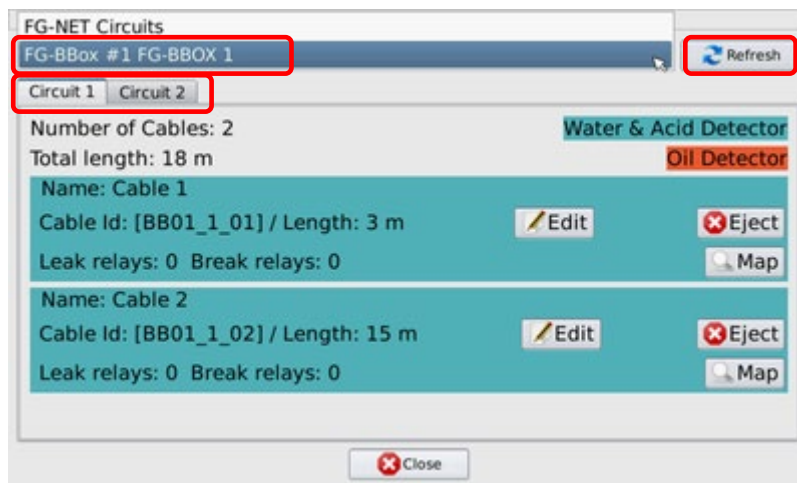 FG-NET Circuits
FG-BBox #1 FG-BBOX 1
Refresh
Circuit 1 Circuit 2
Number of Cables: 2 Water & Acid Detector
Total length: 18 m Oil Detector
Name: Cable 1
Cable Id: [BB01_1_01] / Length: 3 m Edit Eject
Leak relays: 0 Break relays: 0 Map
Name: Cable 2
Cable Id: [BB01_1_02] / Length: 15 m Edit Eject
Leak relays: 0 Break relays: 0 Map
Close